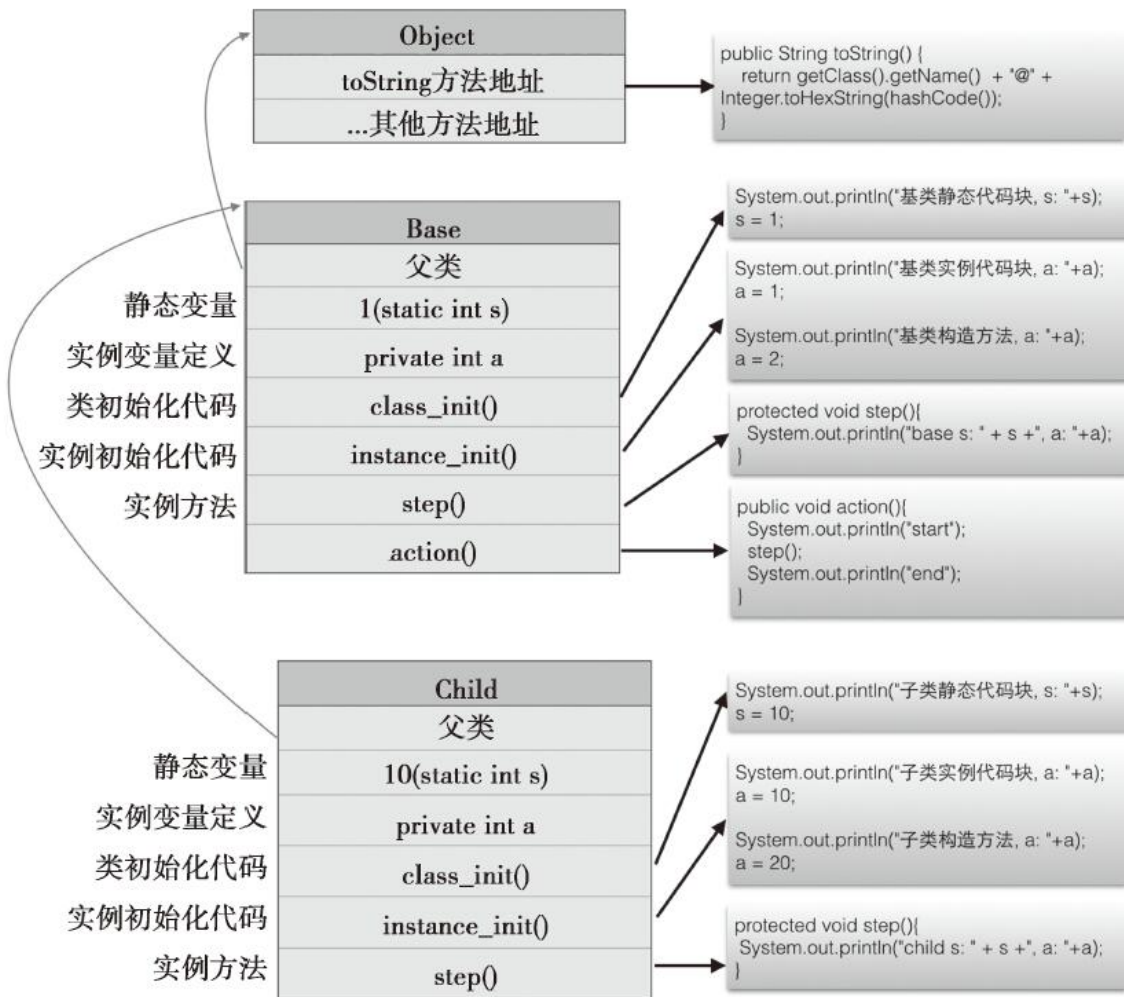 Object
toString方法地址
...其他方法地址
public String toString() {
return getClass().getName() + "@" +
Integer.toHexString(hashCode());
}
Base
父类
静态变量
1(static int s)
实例变量定义
private int a
类初始化代码
class_init()
实例初始化代码
instance_init()
实例方法
step()
action()
System.out.println("基类静态代码块, s: "+s);
s = 1;
System.out.println("基类实例代码块, a: "+a);
a = 1;
System.out.println("基类构造方法, a: "+a);
a = 2;
protected void step(){
System.out.println("base s: " + s +", a: "+a);
}
public void action(){
System.out.println("start");
step();
System.out.println("end");
}
Child
父类
静态变量
10(static int s)
实例变量定义
private int a
类初始化代码
class_init()
实例初始化代码
instance_init()
实例方法
step()
System.out.println("子类静态代码块, s: "+s);
s = 10;
System.out.println("子类实例代码块, a: "+a);
a = 10;
System.out.println("子类构造方法, a: "+a);
a = 20;
protected void step(){
System.out.println("child s: " + s +", a: "+a);
}